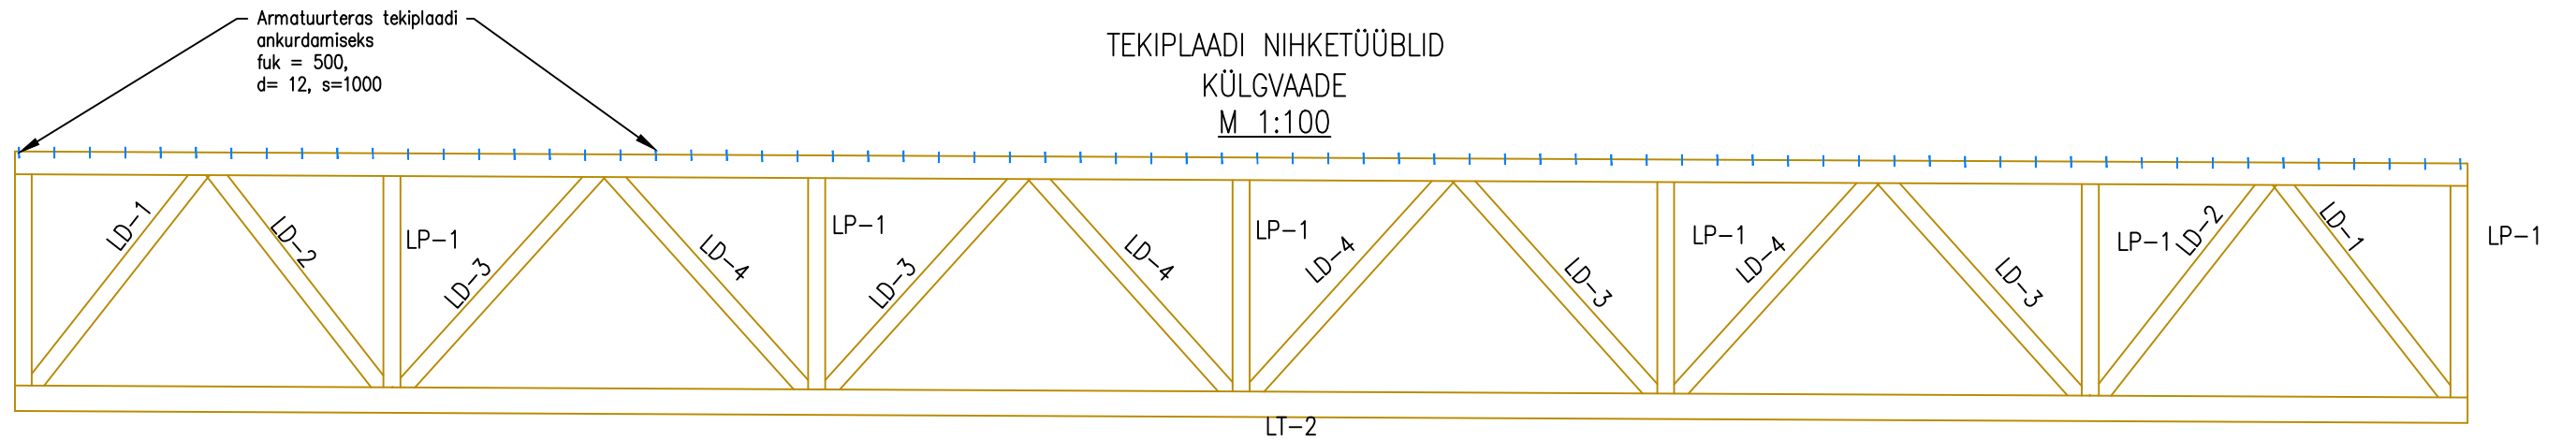 Armatuurteras tekiplaadi
ankurdamiseks
fuk = 500,
d= 12, s=1000
TEKIPLAADI NIHKETÜÜBLID
KÜLGVAADE
M 1:100
LD-1
LD-2
LP-1
LD-3
LD-4
LP-1
LD-3
LD-4
LP-1
LD-4
LD-3
LP-1
LD-4
LD-3
LP-1
LD-2
LD-1
LP-1
LT-2